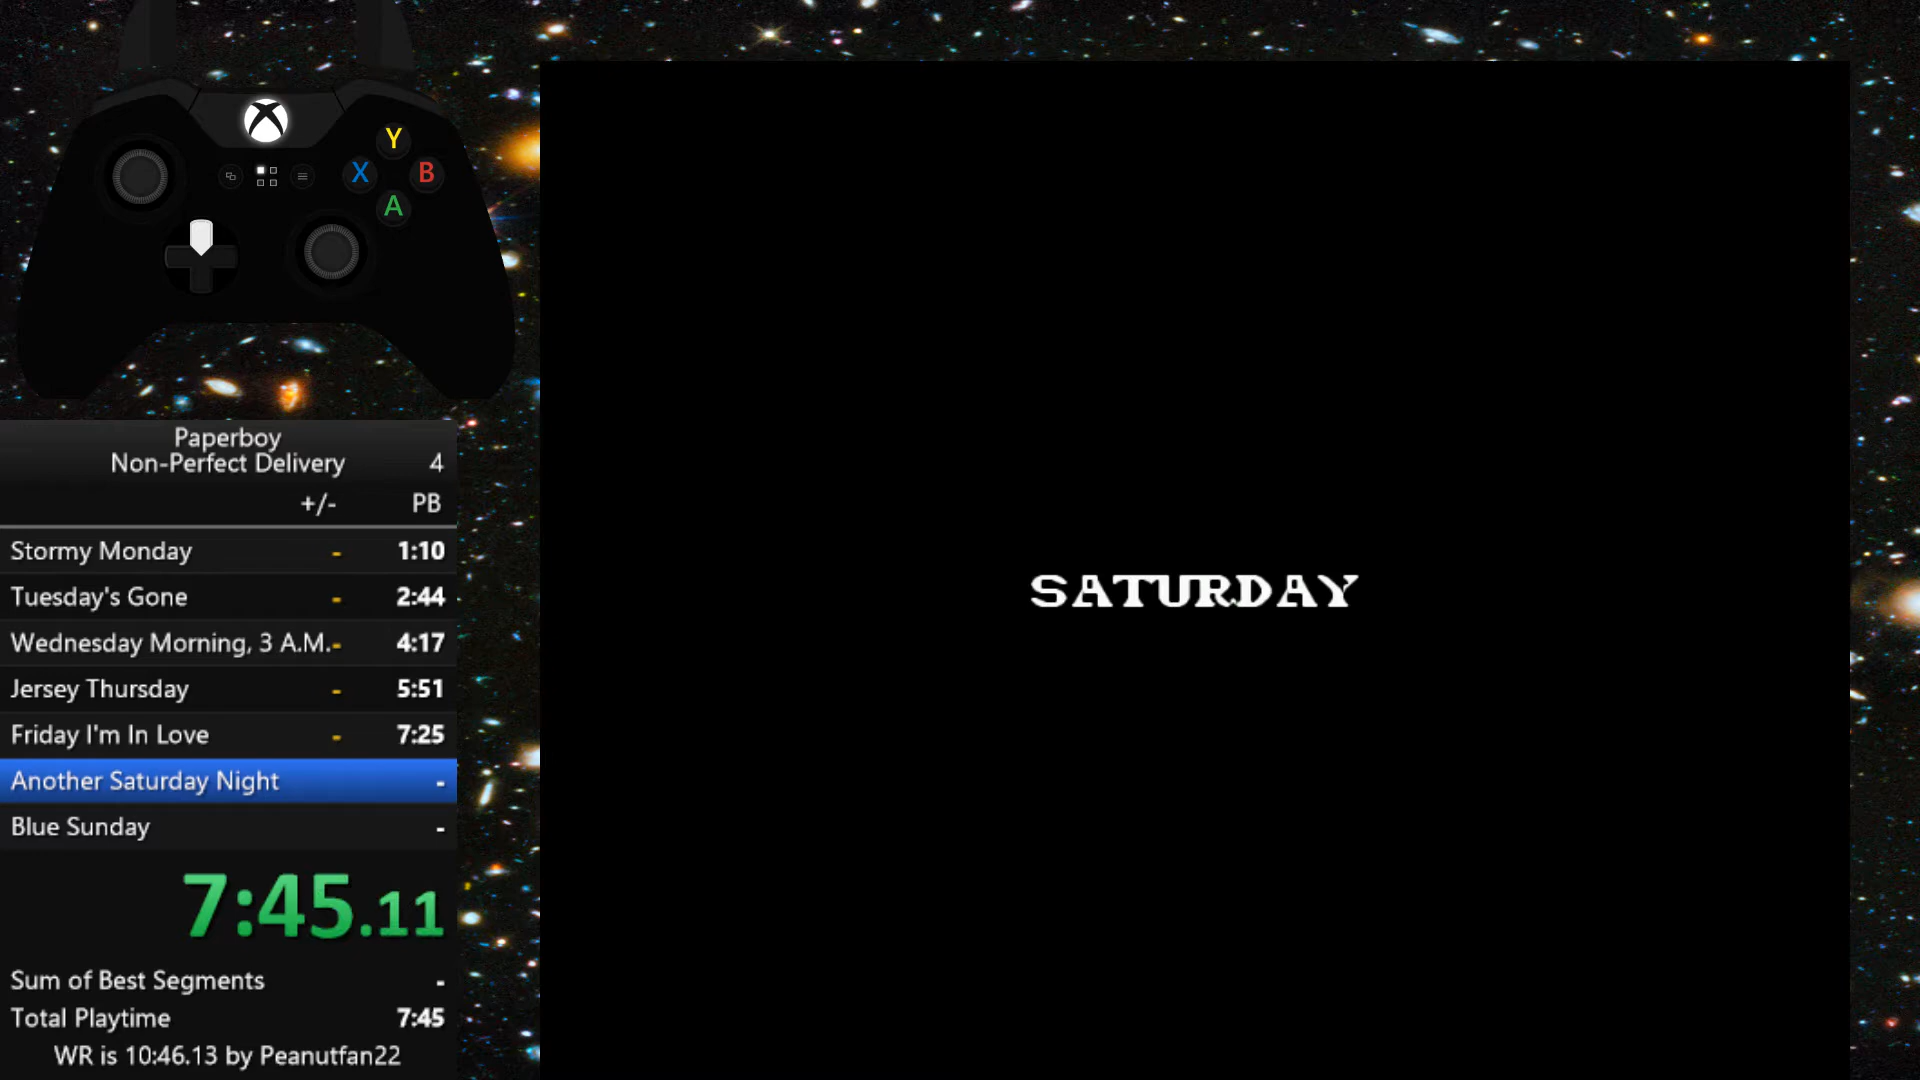 Y
X
B
A
Paperboy
Non-Perfect Delivery 4
+/- PB
Stormy Monday - 1:10
Tuesday's Gone - 2:44
Wednesday Morning, 3 A.M. - 4:17
Jersey Thursday - 5:51
Friday I'm In Love - 7:25
Another Saturday Night -
Blue Sunday -
7:45.11
Sum of Best Segments -
Total Playtime 7:45
WR is 10:46.13 by Peanutfan22
SATURDAY